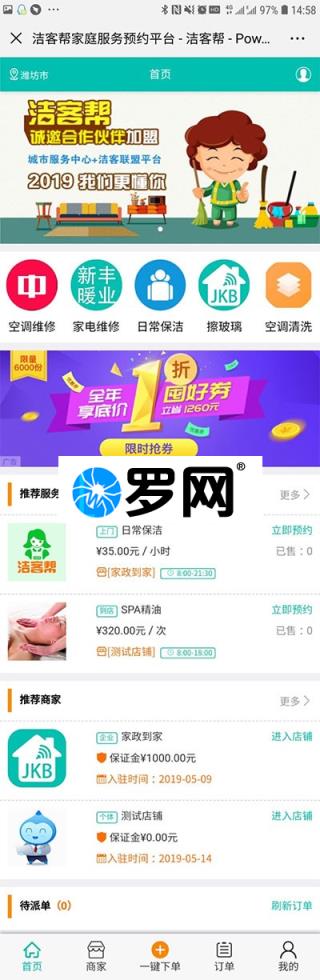 97% 14:58
洁客帮家庭服务预约平台 - 洁客帮 - Pow...
潍坊市
首页
洁客帮
诚邀合作伙伴加盟
城市服务中心+洁客联盟平台
2019 我们更懂你
中
新丰
暖业
JKB
空调维修
家电维修
日常保洁
擦玻璃
空调清洗
限量
6000份
全年
享底价
1
折
囤好券
立省1260元
限时抢券
广告
罗网®
推荐服务
更多
上门
日常保洁
立即预约
¥35.00元 / 小时
已售：0
[家政到家]
8:00-21:30
洁客帮
到店
SPA精油
立即预约
¥320.00元 / 次
已售：0
[测试店铺]
8:00-18:00
推荐商家
更多
企业
家政到家
进入店铺
保证金¥1000.00元
入驻时间：2019-05-09
JKB
个体
测试店铺
进入店铺
保证金¥0.00元
入驻时间：2019-05-14
待派单（0）
刷新订单
首页
商家
一键下单
订单
我的